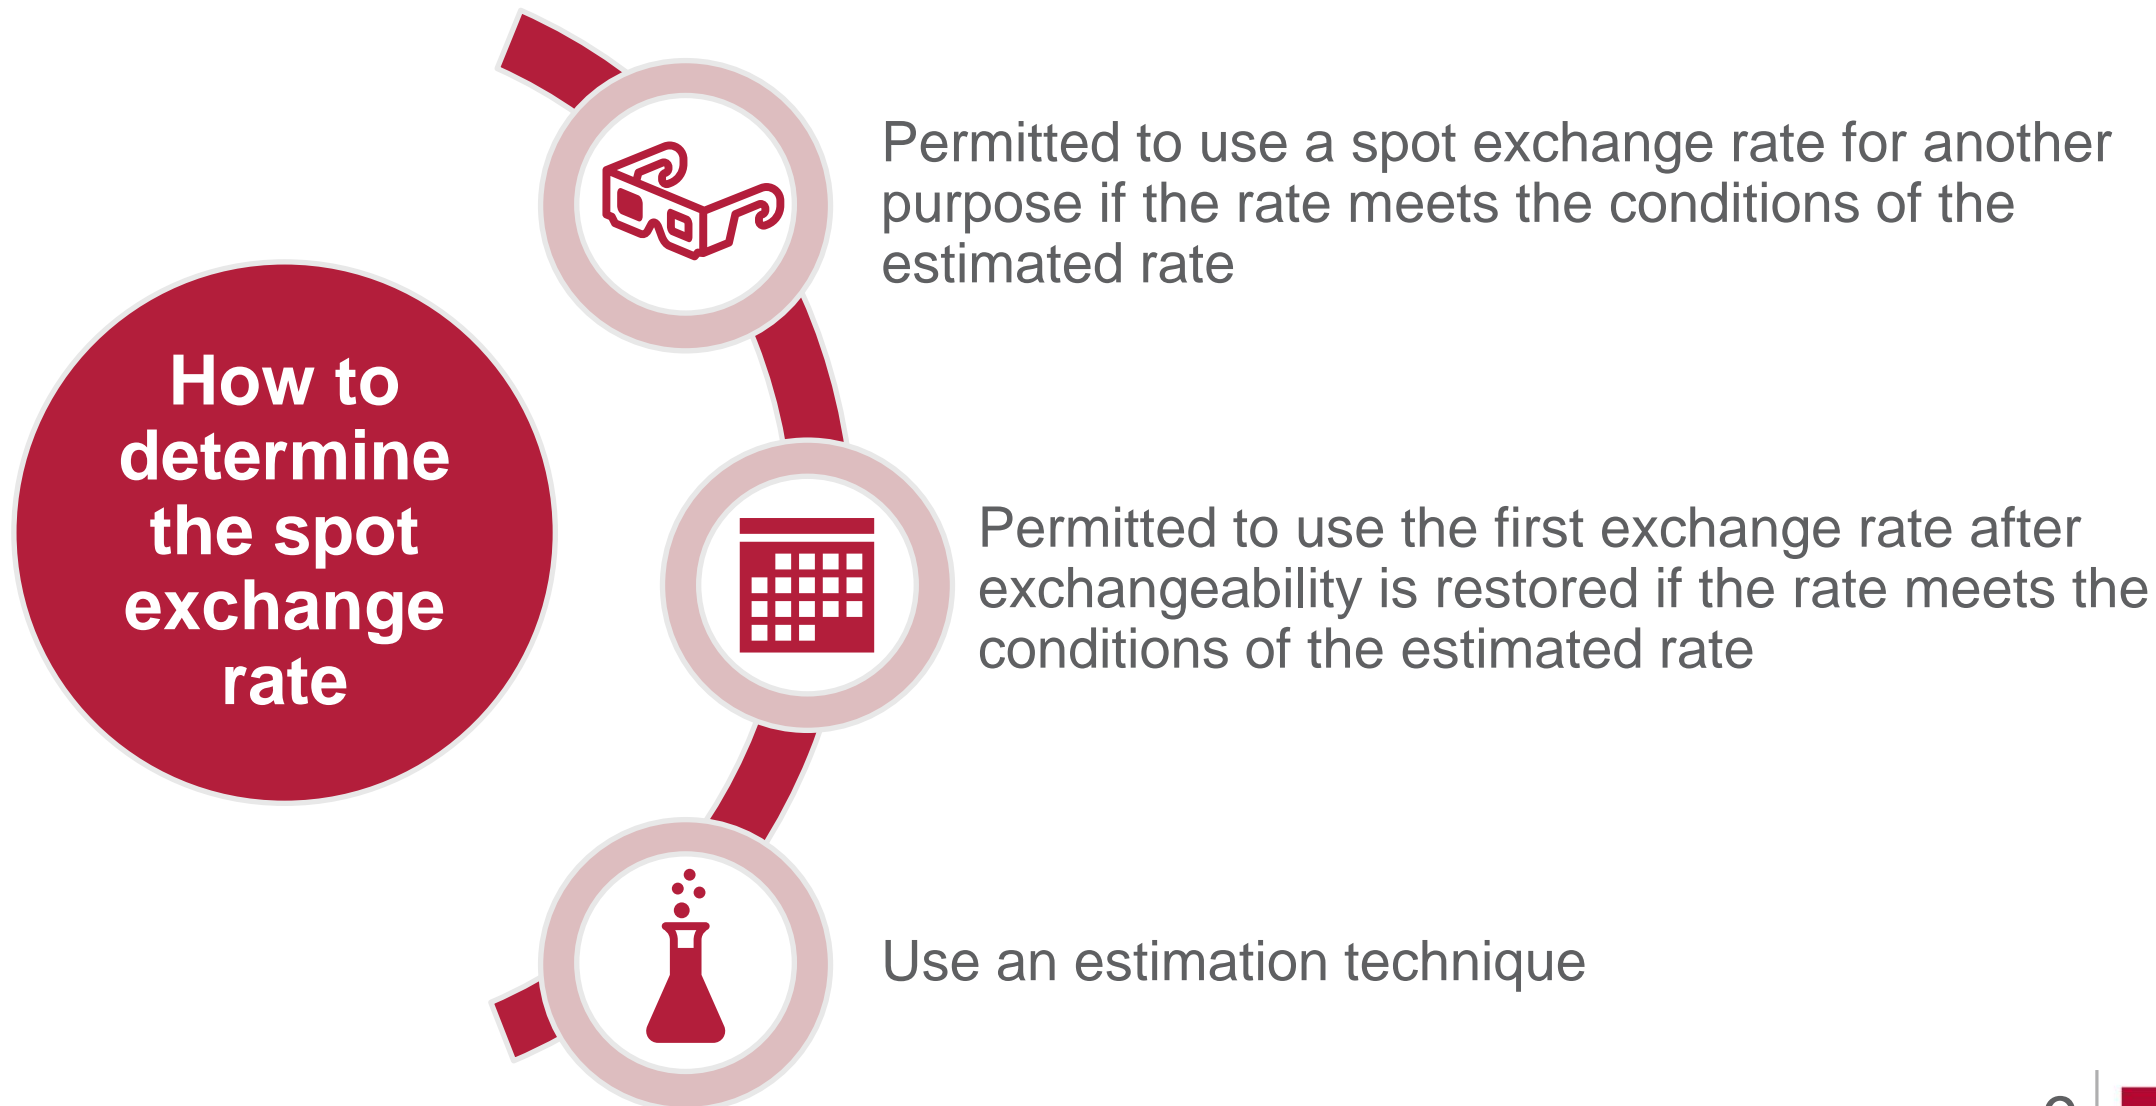 How to
determine
the spot
exchange
rate
Permitted to use a spot exchange rate for another
purpose if the rate meets the conditions of the
estimated rate
Permitted to use the first exchange rate after
exchangeability is restored if the rate meets the
conditions of the estimated rate
Use an estimation technique